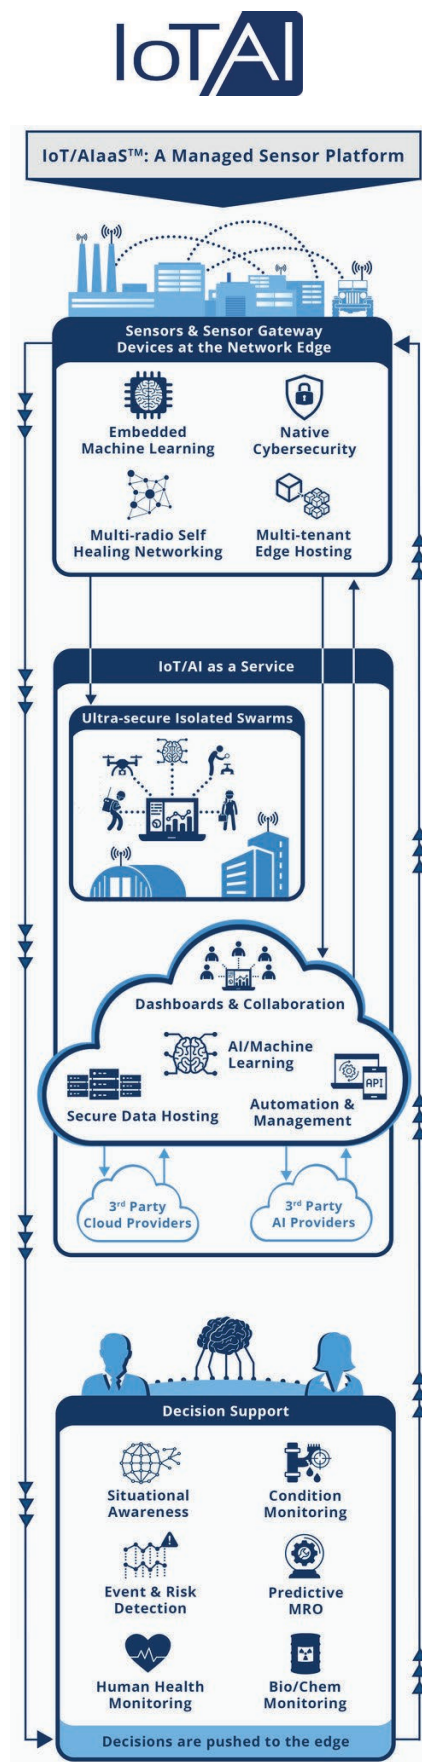 IoT/AI
IoT/AIaaS™: A Managed Sensor Platform
Sensors & Sensor Gateway
Devices at the Network Edge
Embedded
Machine Learning
Native
Cybersecurity
Multi-radio Self
Healing Networking
Multi-tenant
Edge Hosting
IoT/AI as a Service
Ultra-secure Isolated Swarms
Dashboards & Collaboration
AI/Machine
Learning
API
Secure Data Hosting
Automation &
Management
3rd Party
Cloud Providers
3rd Party
AI Providers
Decision Support
Situational
Awareness
Condition
Monitoring
Event & Risk
Detection
Predictive
MRO
Human Health
Monitoring
Bio/Chem
Monitoring
Decisions are pushed to the edge